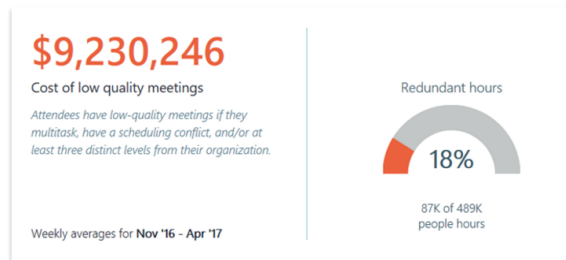 $9,230,246
Cost of low quality meetings
Attendees have low-quality meetings if they
multitask, have a scheduling conflict, and/or at
least three distinct levels from their organization.
Weekly averages for Nov '16 - Apr '17
Redundant hours
18%
87K of 489K
people hours